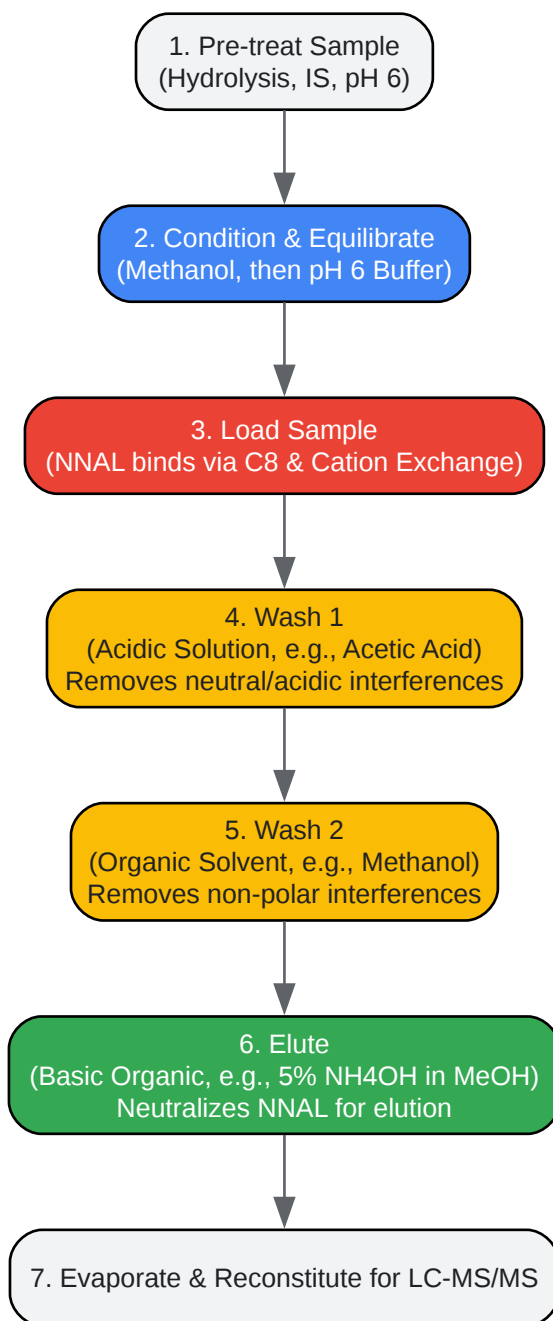 1. Pre-treat Sample
(Hydrolysis, IS, pH 6)
2. Condition & Equilibrate
(Methanol, then pH 6 Buffer)
3. Load Sample
(NNAL binds via C8 & Cation Exchange)
4. Wash 1
(Acidic Solution, e.g., Acetic Acid)
Removes neutral/acidic interferences
5. Wash 2
(Organic Solvent, e.g., Methanol)
Removes non-polar interferences
6. Elute
(Basic Organic, e.g., 5% NH4OH in MeOH)
Neutralizes NNAL for elution
7. Evaporate & Reconstitute for LC-MS/MS